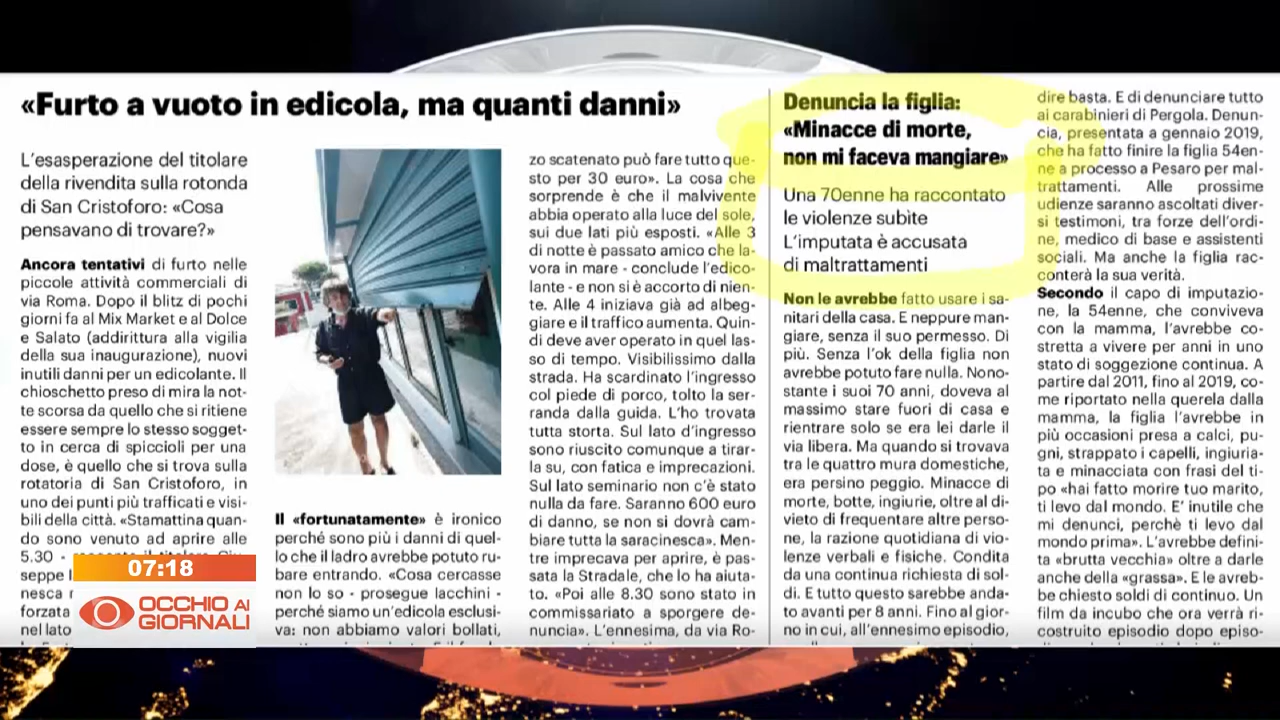 «Furto a vuoto in edicola, ma quanti danni»
L'esasperazione del titolare
della rivendita sulla rotonda
di San Cristoforo: «Cosa
pensavano di trovare?»
Ancora tentativi di furto nelle
piccole attività commerciali di
via Roma. Dopo il blitz di pochi
giorni fa al Mix Market e al Dolce
e Salato (addirittura alla vigilia
della sua inaugurazione), nuovi
inutili danni per un edicolante. Il
chioschetto preso di mira la not-
te scorsa da quello che si ritiene
essere sempre lo stesso sogget-
to in cerca di spiccioli per una
dose, è quello che si trova sulla
rotatoria di San Cristoforo, in
uno dei punti più trafficati e visi-
bili della città. «Stamattina quan-
do sono venuto ad aprire alle
5.30 -
seppe
nesca
forzata
nel lato
Il «fortunatamente» è ironico
perché sono più i danni di quel-
lo che il ladro avrebbe potuto ru-
bare entrando. «Cosa cercasse
non lo so - prosegue Iacchini -
perché siamo un'edicola esclusi-
va: non abbiamo valori bollati,
zo scatenato può fare tutto que-
sto per 30 euro». La cosa che
sorprende è che il malvivente
abbia operato alla luce del sole,
sui due lati più esposti. «Alle 3
di notte è passato amico che la-
vora in mare - conclude l'edico-
lante - e non si è accorto di nien-
te. Alle 4 iniziava già ad albeg-
giare e il traffico aumenta. Quin-
di deve aver operato in quel las-
so di tempo. Visibilissimo dalla
strada. Ha scardinato l'ingresso
col piede di porco, tolto la ser-
randa dalla guida. L'ho trovata
tutta storta. Sul lato d'ingresso
sono riuscito comunque a tirar-
la su, con fatica e imprecazioni.
Sul lato seminario non c'è stato
nulla da fare. Saranno 600 euro
di danno, se non si dovrà cam-
biare tutta la saracinesca». Men-
tre imprecava per aprire, è pas-
sata la Stradale, che lo ha aiuta-
to. «Poi alle 8.30 sono stato in
commissariato a sporgere de-
nuncia». L'ennesima, da via Ro-
Denuncia la figlia:
«Minacce di morte,
non mi faceva mangiare»
Una 70enne ha raccontato
le violenze subite
L'imputata è accusata
di maltrattamenti
Non le avrebbe fatto usare i sa-
nitari della casa. E neppure man-
giare, senza il suo permesso. Di
più. Senza l'ok della figlia non
avrebbe potuto fare nulla. Nono-
stante i suoi 70 anni, doveva al
massimo stare fuori di casa e
rientrare solo se era lei darle il
via libera. Ma quando si trovava
tra le quattro mura domestiche,
era persino peggio. Minacce di
morte, botte, ingiurie, oltre al di-
vieto di frequentare altre perso-
ne, la razione quotidiana di vio-
lenze verbali e fisiche. Condita
da una continua richiesta di sol-
di. E tutto questo sarebbe anda-
to avanti per 8 anni. Fino al gior-
no in cui, all'ennesimo episodio,
dire basta. E di denunciare tutto
ai carabinieri di Pergola. Denun-
cia, presentata a gennaio 2019,
che ha fatto finire la figlia 54en-
ne a processo a Pesaro per mal-
trattamenti. Alle prossime
udienze saranno ascoltati diver-
si testimoni, tra forze dell'ordi-
ne, medico di base e assistenti
sociali. Ma anche la figlia rac-
conterà la sua verità.
Secondo il capo di imputazio-
ne, la 54enne, che conviveva
con la mamma, l'avrebbe co-
stretta a vivere per anni in uno
stato di soggezione continua. A
partire dal 2011, fino al 2019, co-
me riportato nella querela dalla
mamma, la figlia l'avrebbe in
più occasioni presa a calci, pu-
gni, strappato i capelli, ingiuria-
ta e minacciata con frasi del ti-
po «hai fatto morire tuo marito,
ti levo dal mondo. E' inutile che
mi denunci, perchè ti levo dal
mondo prima». L'avrebbe defini-
ta «brutta vecchia» oltre a darle
anche della «grassa». E le avreb-
be chiesto soldi di continuo. Un
film da incubo che ora verrà ri-
costruito episodio dopo episo-
07:18
OCCHIO AI
GIORNALI